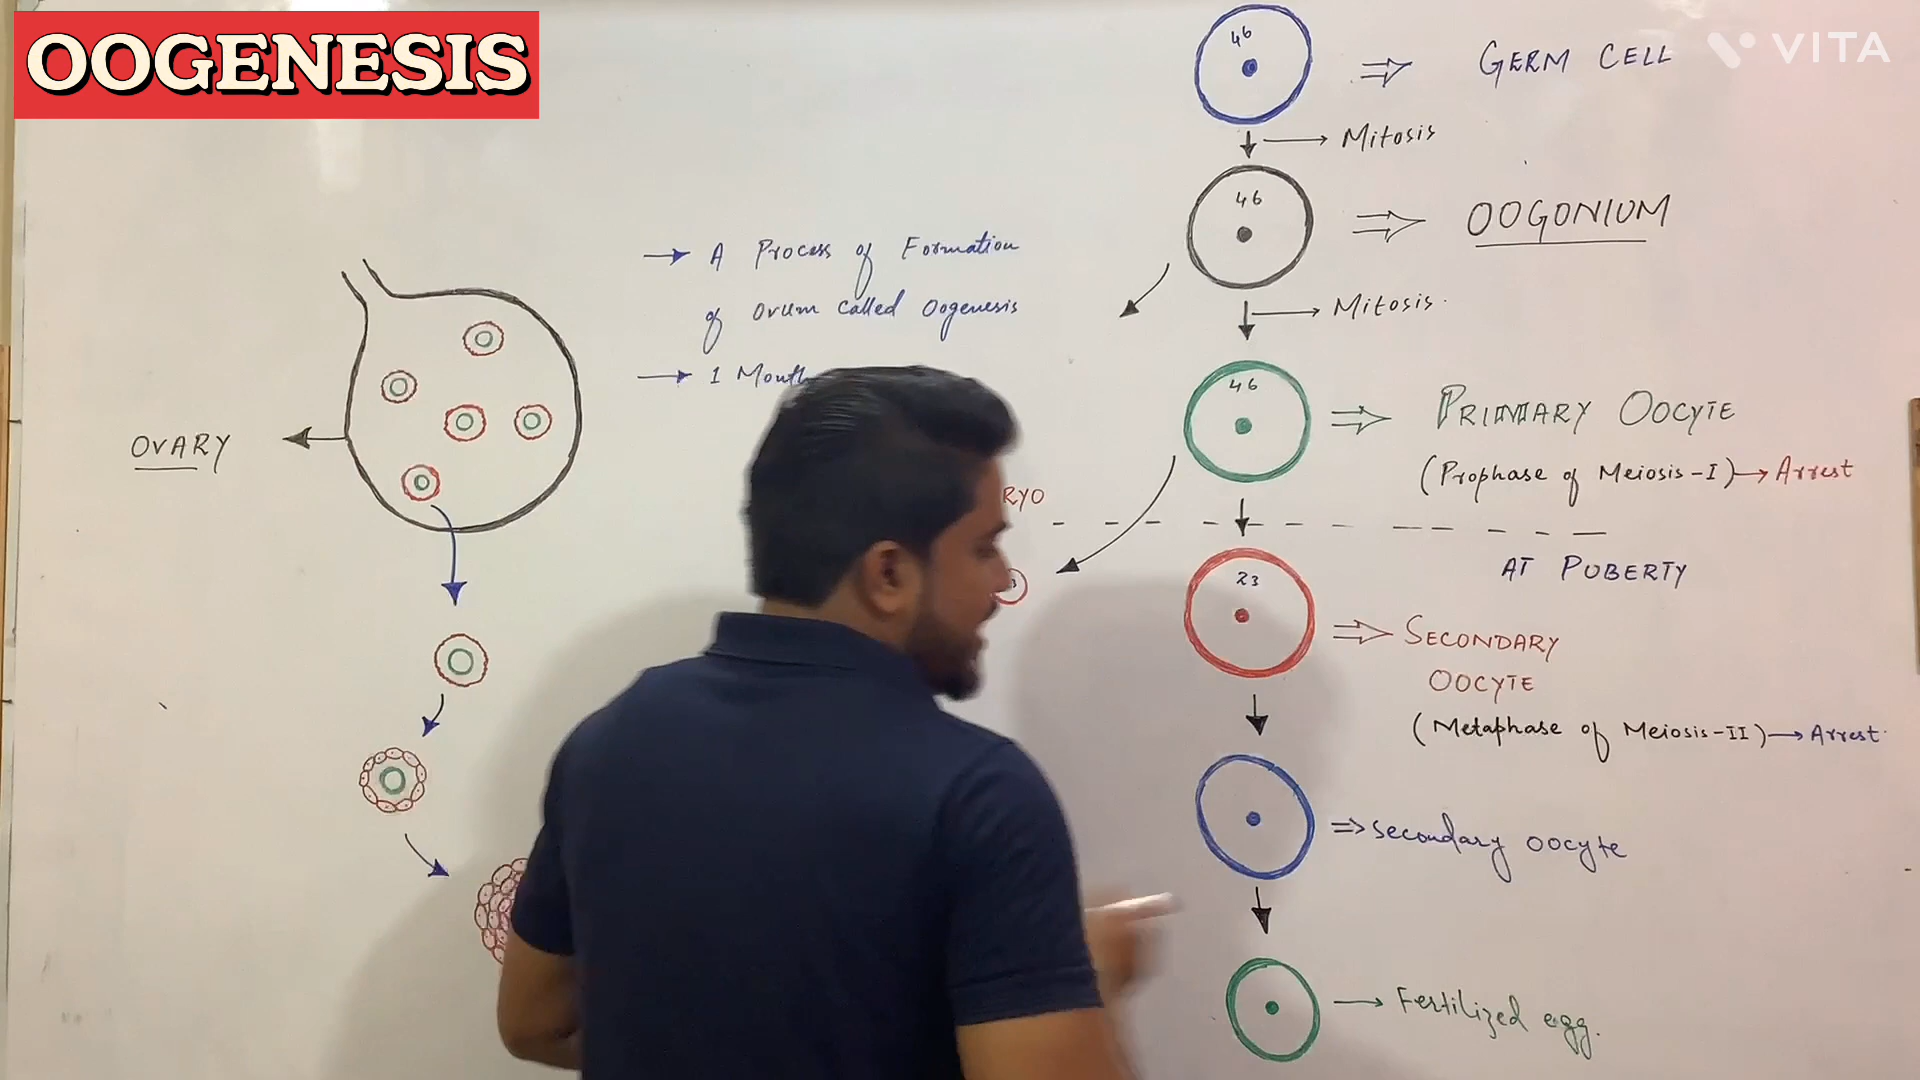 OOGENESIS
VITA
46
GERM CELL
Mitosis
46
OOGONIUM
Mitosis
→ A Process of Formation
of Ovum called Oogenesis
→ 1 Month
46
PRIMARY OOCYTE
(Prophase of Meiosis-I) → Arrest
OVARY
RYO
AT PUBERTY
23
SECONDARY
OOCYTE
(Metaphase of Meiosis-II) → Arrest
Secondary oocyte
Fertilized egg.